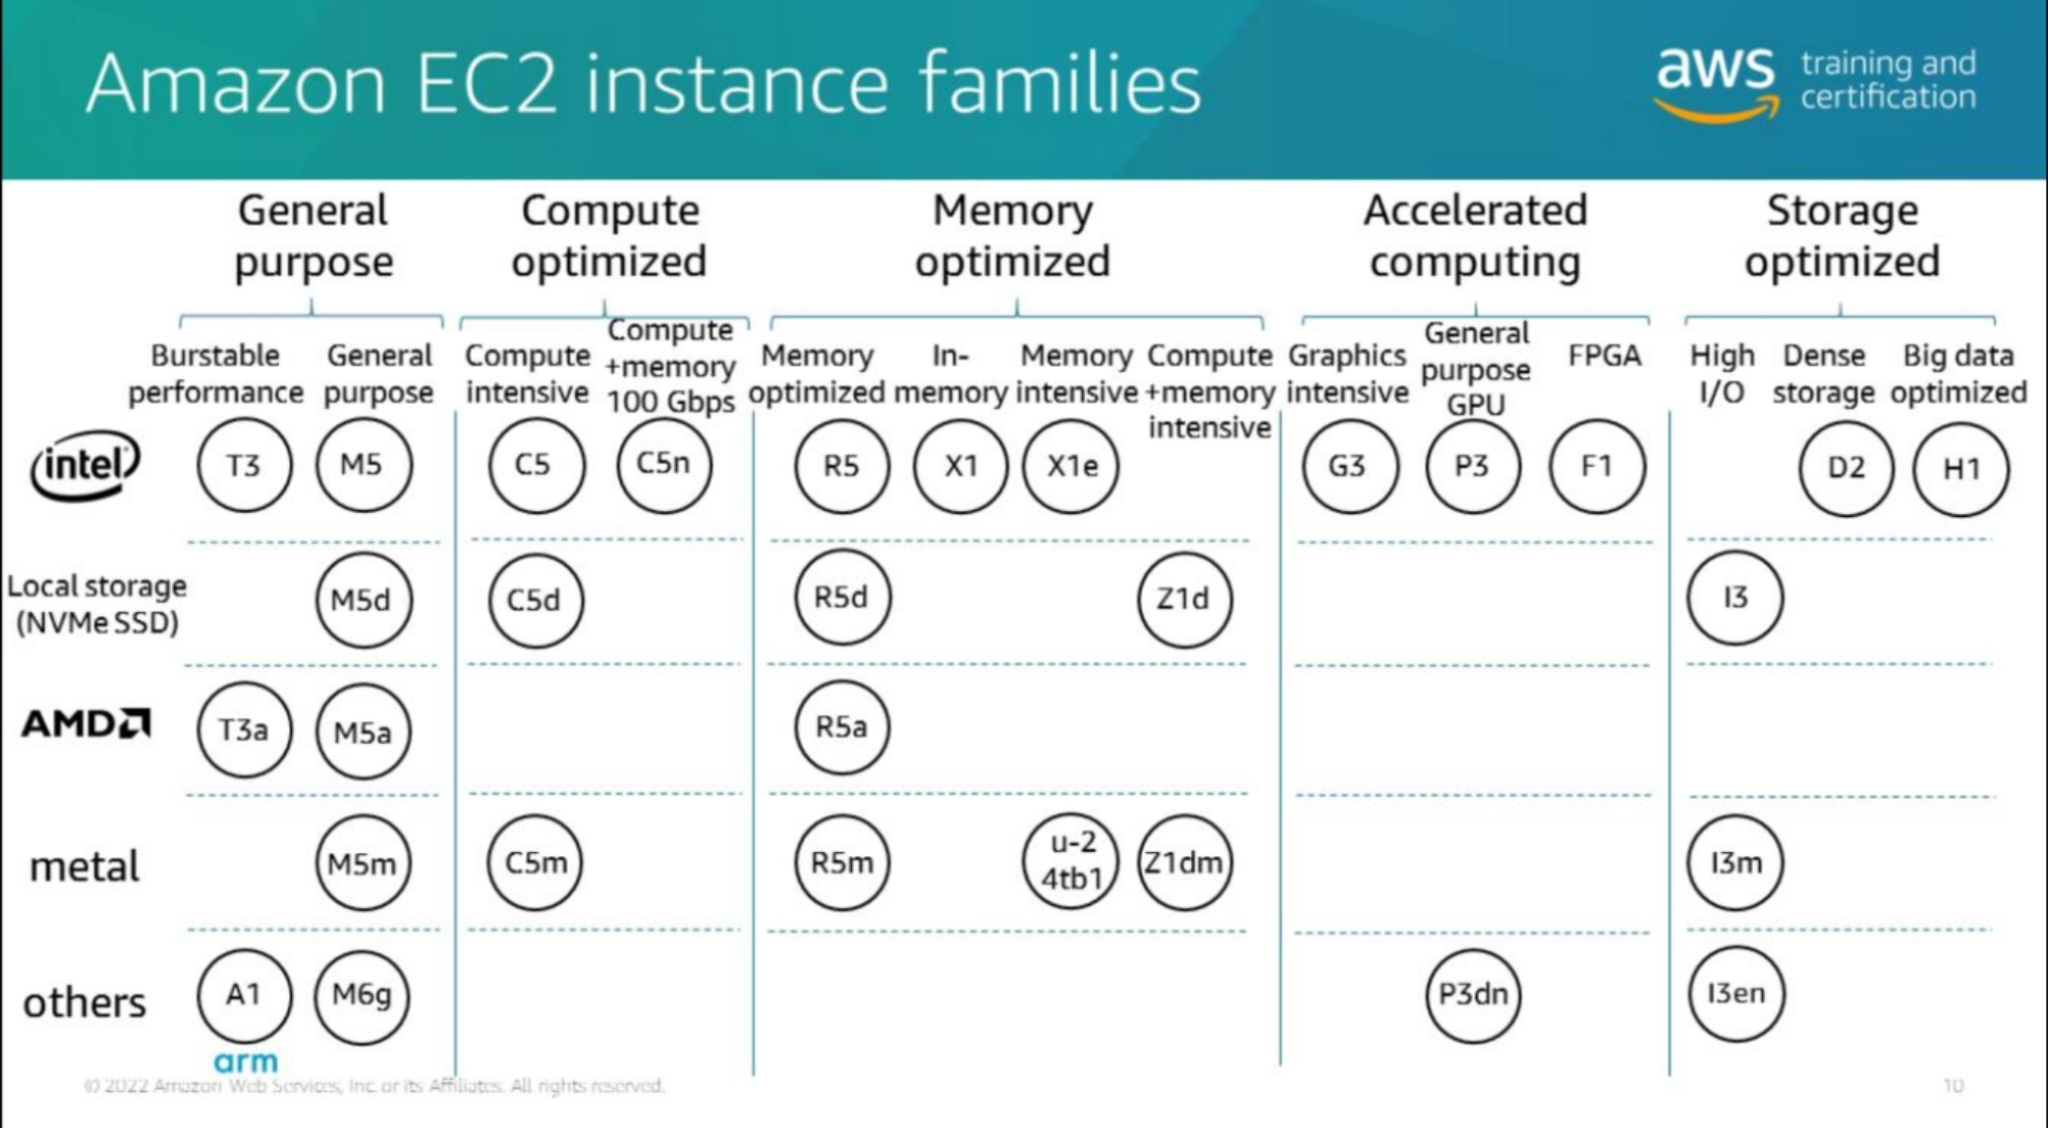 Amazon EC2 instance families
aws training and
certification
General
purpose
Compute
optimized
Memory
optimized
Accelerated
computing
Storage
optimized
Burstable
performance
General
purpose
Compute
intensive
Compute
+memory
100 Gbps
Memory
optimized
In-
memory
Memory
intensive
Compute
+memory
intensive
Graphics
intensive
General
purpose
GPU
FPGA
High
I/O
Dense
storage
Big data
optimized
intel
T3
M5
C5
C5n
R5
X1
X1e
G3
P3
F1
D2
H1
Local storage
(NVMe SSD)
M5d
C5d
R5d
Z1d
I3
AMD
T3a
M5a
R5a
metal
M5m
C5m
R5m
u-2
4tb1
Z1dm
I3m
others
A1
M6g
P3dn
I3en
arm
© 2022 Amazon Web Services, Inc. or its Affiliates. All rights reserved.
10